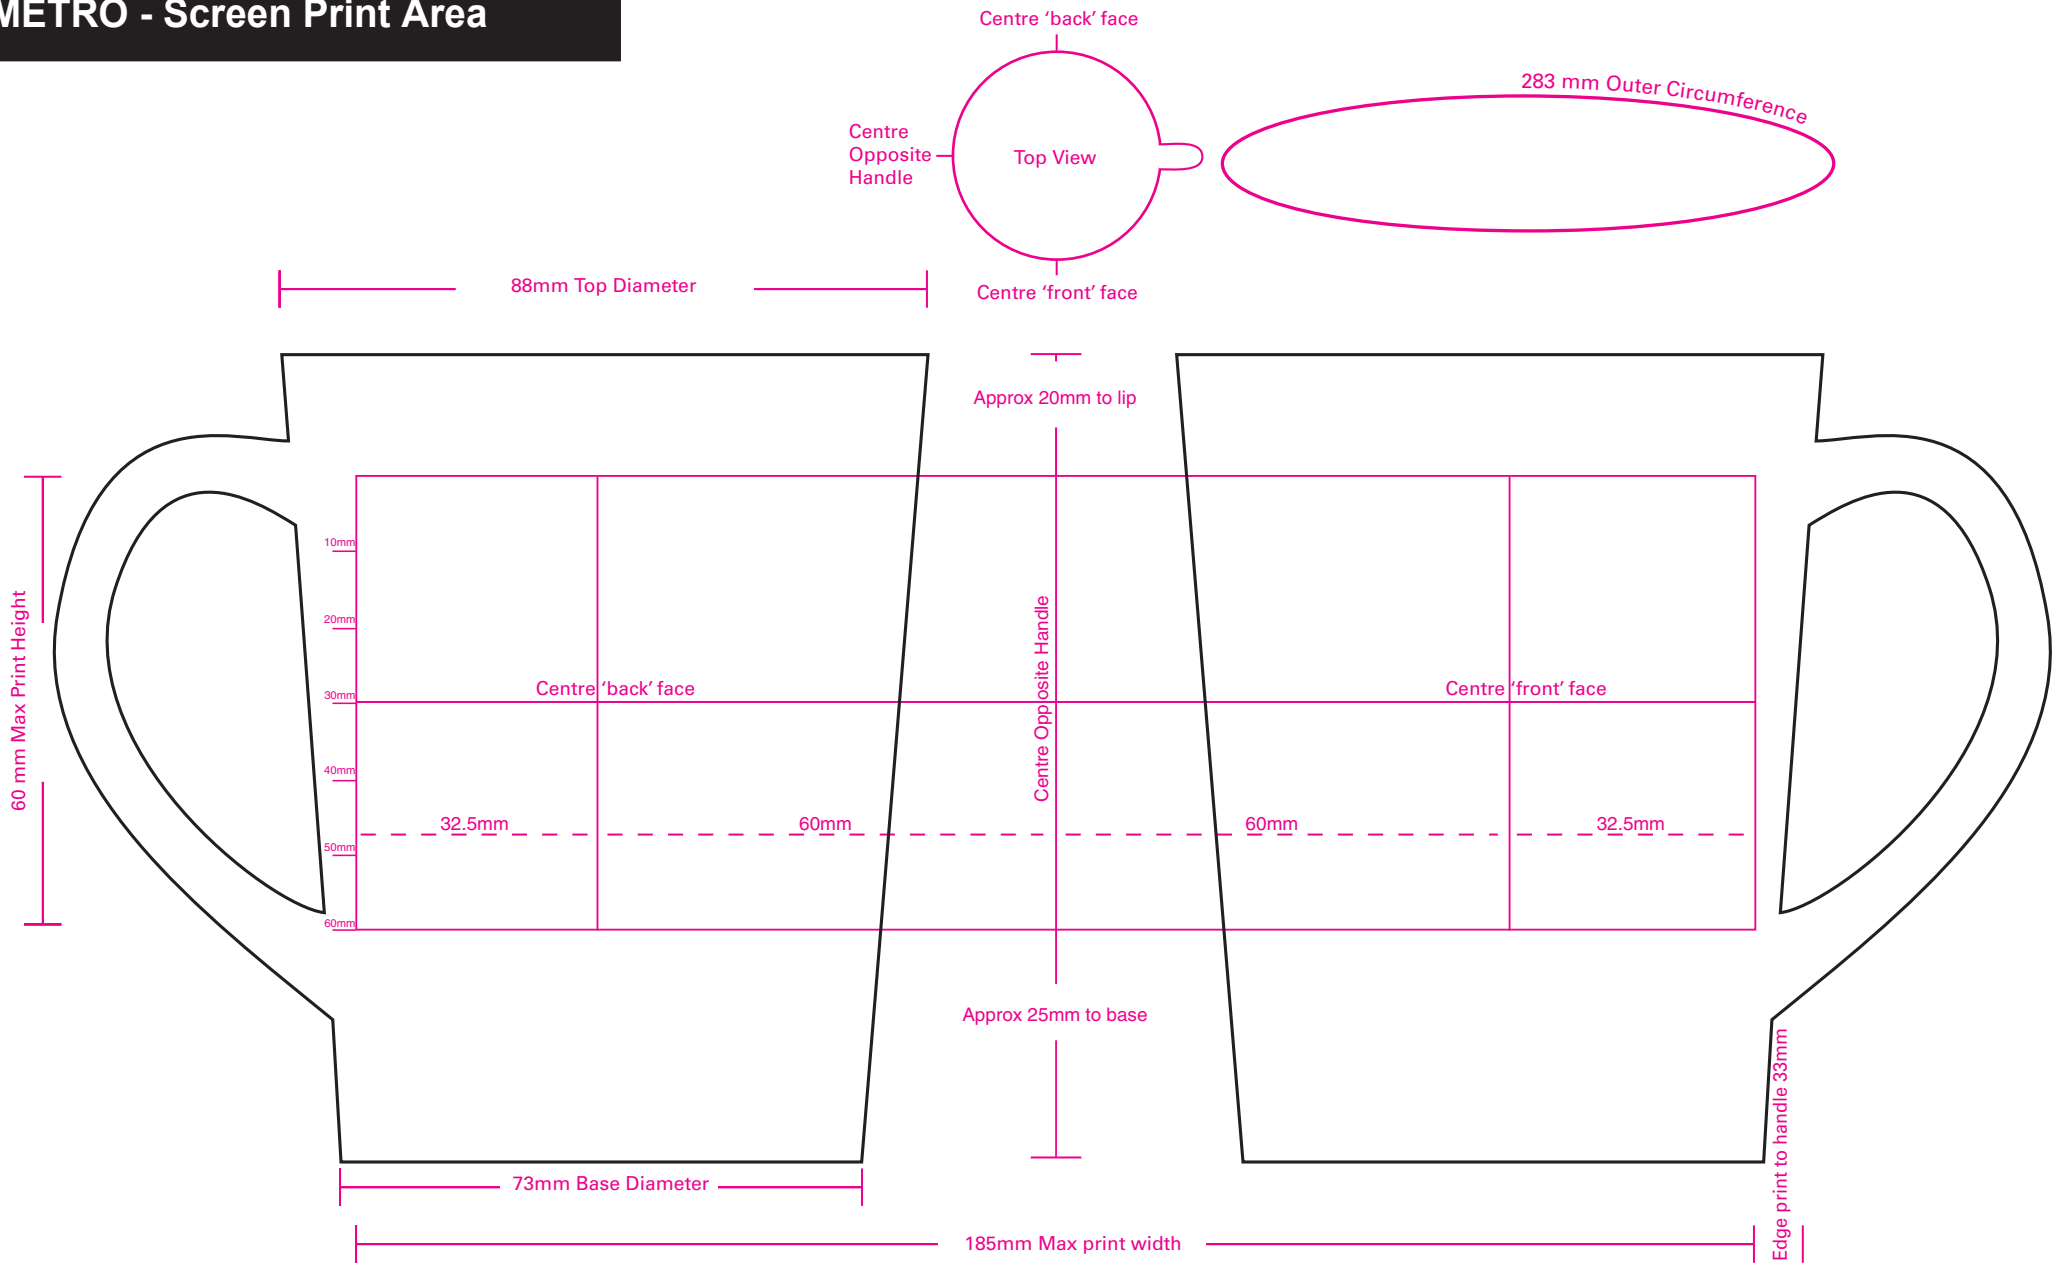 METRO - Screen Print Area
Centre ‘back’ face
283 mm Outer Circumference
Centre
Opposite
Handle
Top View
88mm Top Diameter
Centre ‘front’ face
Approx 20mm to lip
10mm
20mm
30mm
40mm
50mm
60mm
60 mm Max Print Height
Centre ‘back’ face
Centre Opposite Handle
Centre ‘front’ face
32.5mm
60mm
60mm
32.5mm
Approx 25mm to base
Edge print to handle 33mm
73mm Base Diameter
185mm Max print width